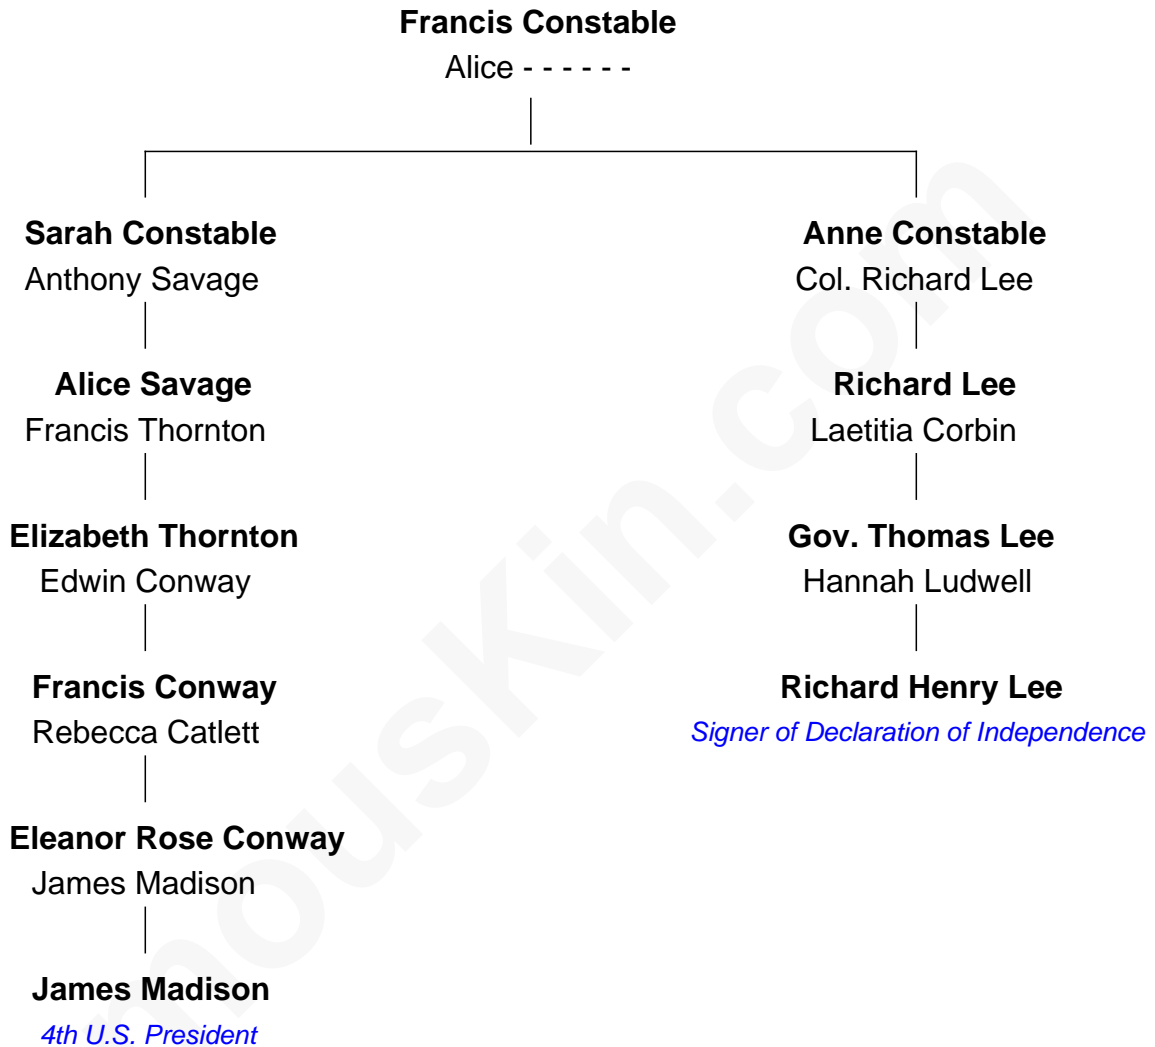 Francis Constable
Alice - - - - - -
Sarah Constable
Anthony Savage
Anne Constable
Col. Richard Lee
Alice Savage
Francis Thornton
Richard Lee
Laetitia Corbin
Elizabeth Thornton
Edwin Conway
Gov. Thomas Lee
Hannah Ludwell
Francis Conway
Rebecca Catlett
Richard Henry Lee
Signer of Declaration of Independence
Eleanor Rose Conway
James Madison
James Madison
4th U.S. President
mousKin.com